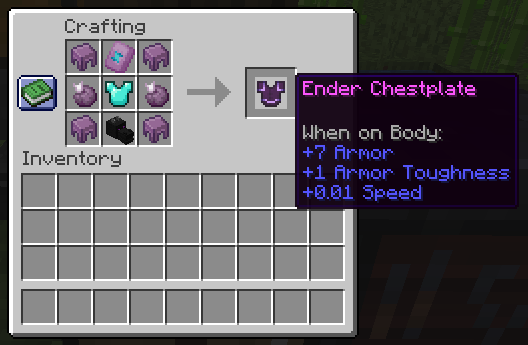 Crafting
Ender Chestplate
When on Body:
+7 Armor
+1 Armor Toughness
+0.01 Speed
Inventory